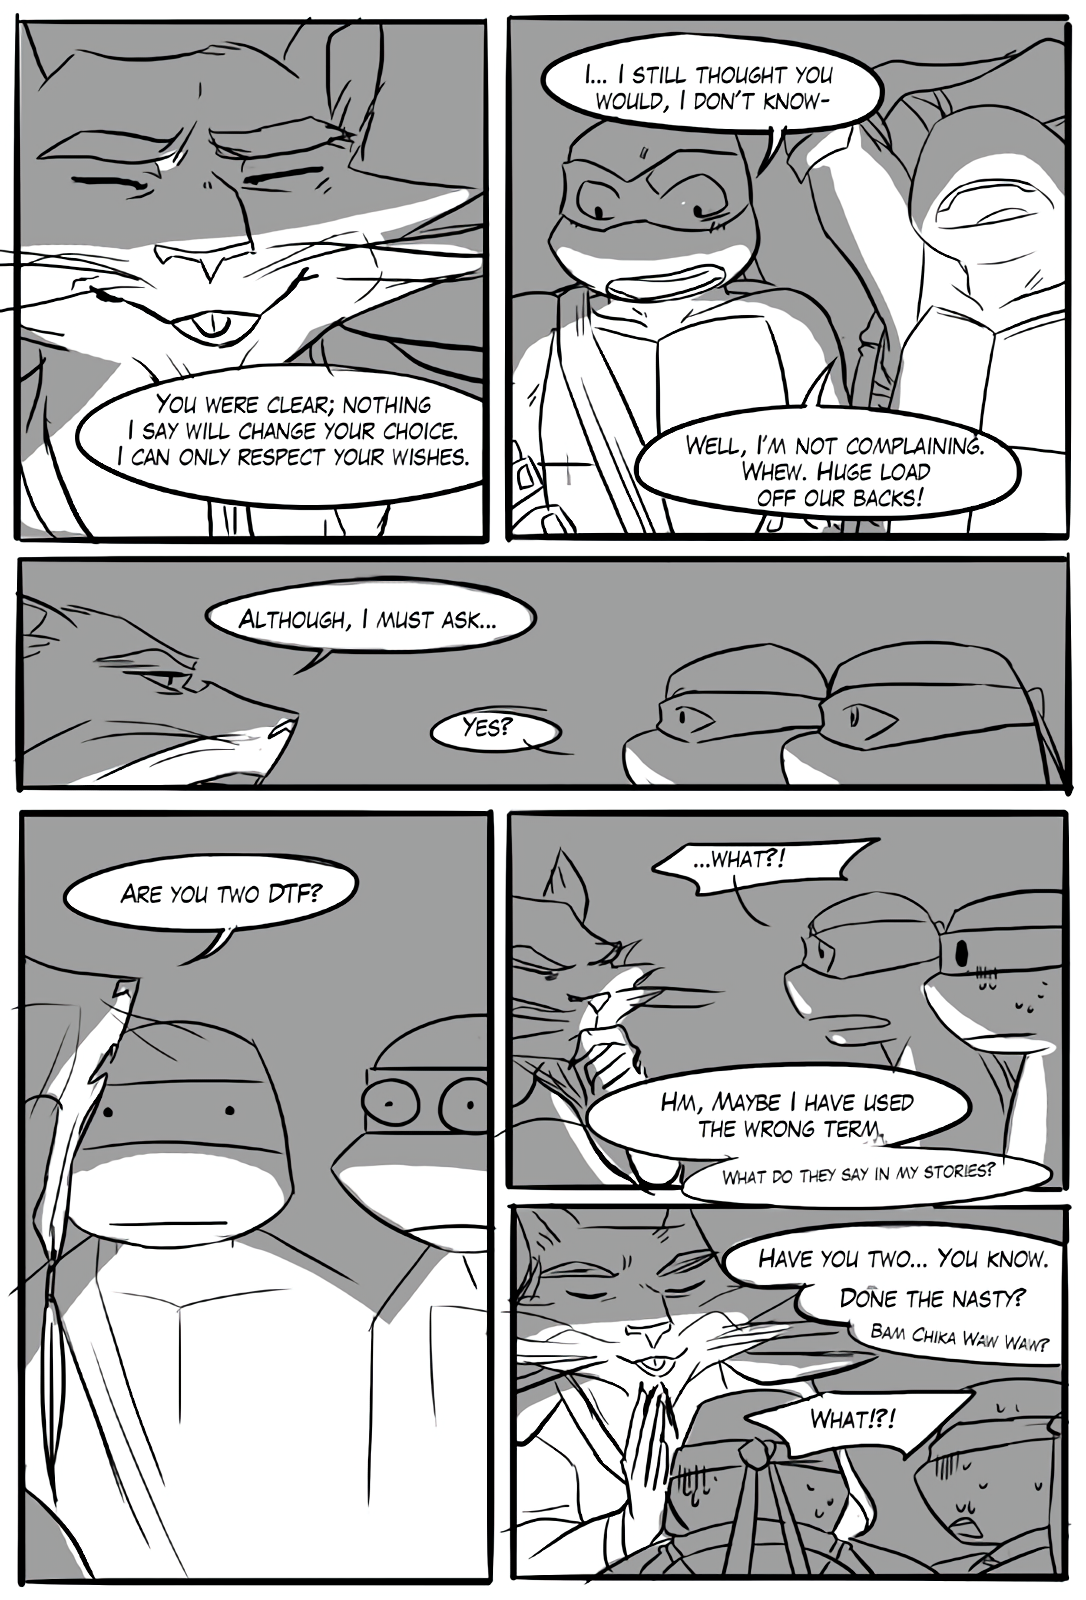 You were clear; nothing
I say will change your choice.
I can only respect your wishes.
I... I still thought you
would, I don't know-
Well, I'm not complaining.
Whew. Huge load
off our backs!
Although, I must ask...
Yes?
Are you two DTF?
...what?!
Hm, Maybe I have used
the wrong term.
What do they say in my stories?
Have you two... You know.
Done the nasty?
Bam Chika Waw Waw?
What!?!